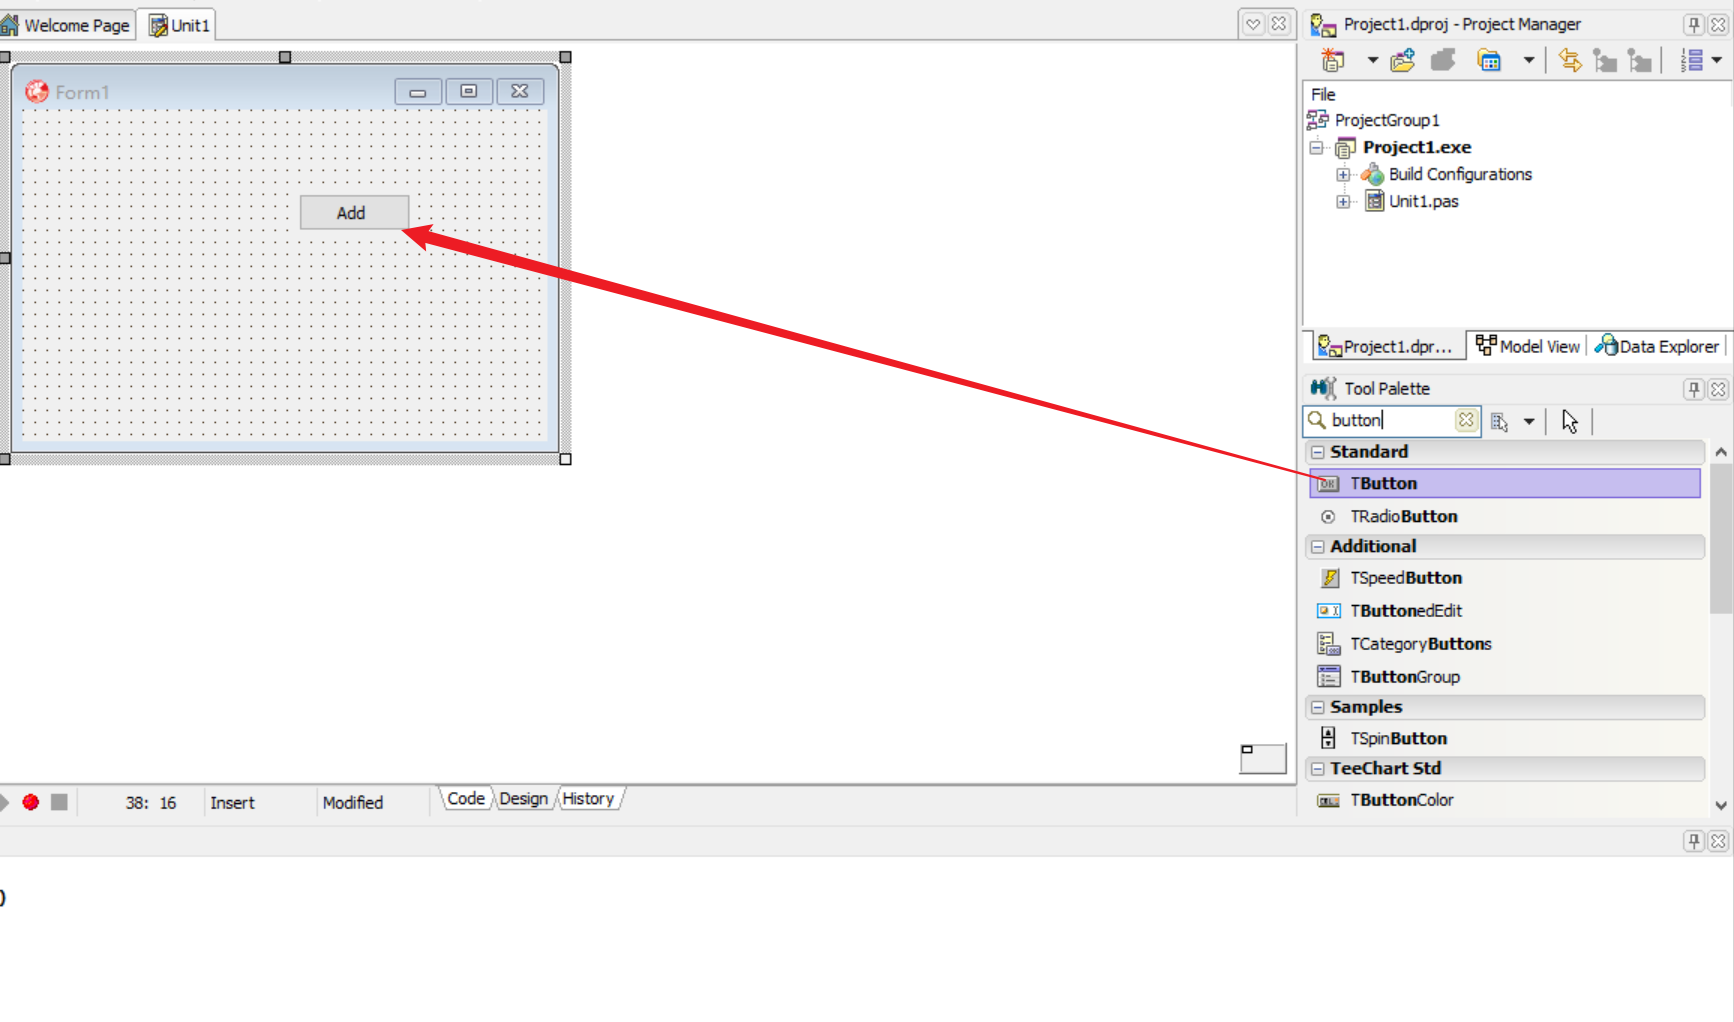 Welcome Page
Unit1
Form1
Add
38: 16
Insert
Modified
Code
Design
History
)
Project1.dproj - Project Manager
File
ProjectGroup1
Project1.exe
Build Configurations
Unit1.pas
Project1.dpr...
Model View
Data Explorer
Tool Palette
button
Standard
TButton
TRadioButton
Additional
TSpeedButton
TButtonedEdit
TCategoryButtons
TButtonGroup
Samples
TSpinButton
TeeChart Std
TButtonColor